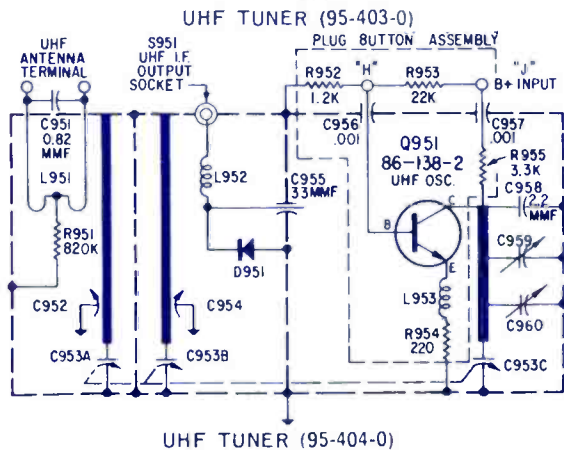 UHF TUNER (95-403-0)
UHF
ANTENNA
TERMINAL
S951
UHF I.F.
OUTPUT
SOCKET
PLUG BUTTON ASSEMBLY
"H"
"J"
B+ INPUT
R952
1.2K
R953
22K
C951
0.82
MMF
L951
C956
.001
C957
.001
Q951
86-138-2
UHF OSC.
R955
3.3K
L952
C955
33MMF
C958
2.2
MMF
R951
820K
B
C
E
C959
D951
L953
C952
C954
C960
R954
220
C953A
C953B
C953C
UHF TUNER (95-404-0)